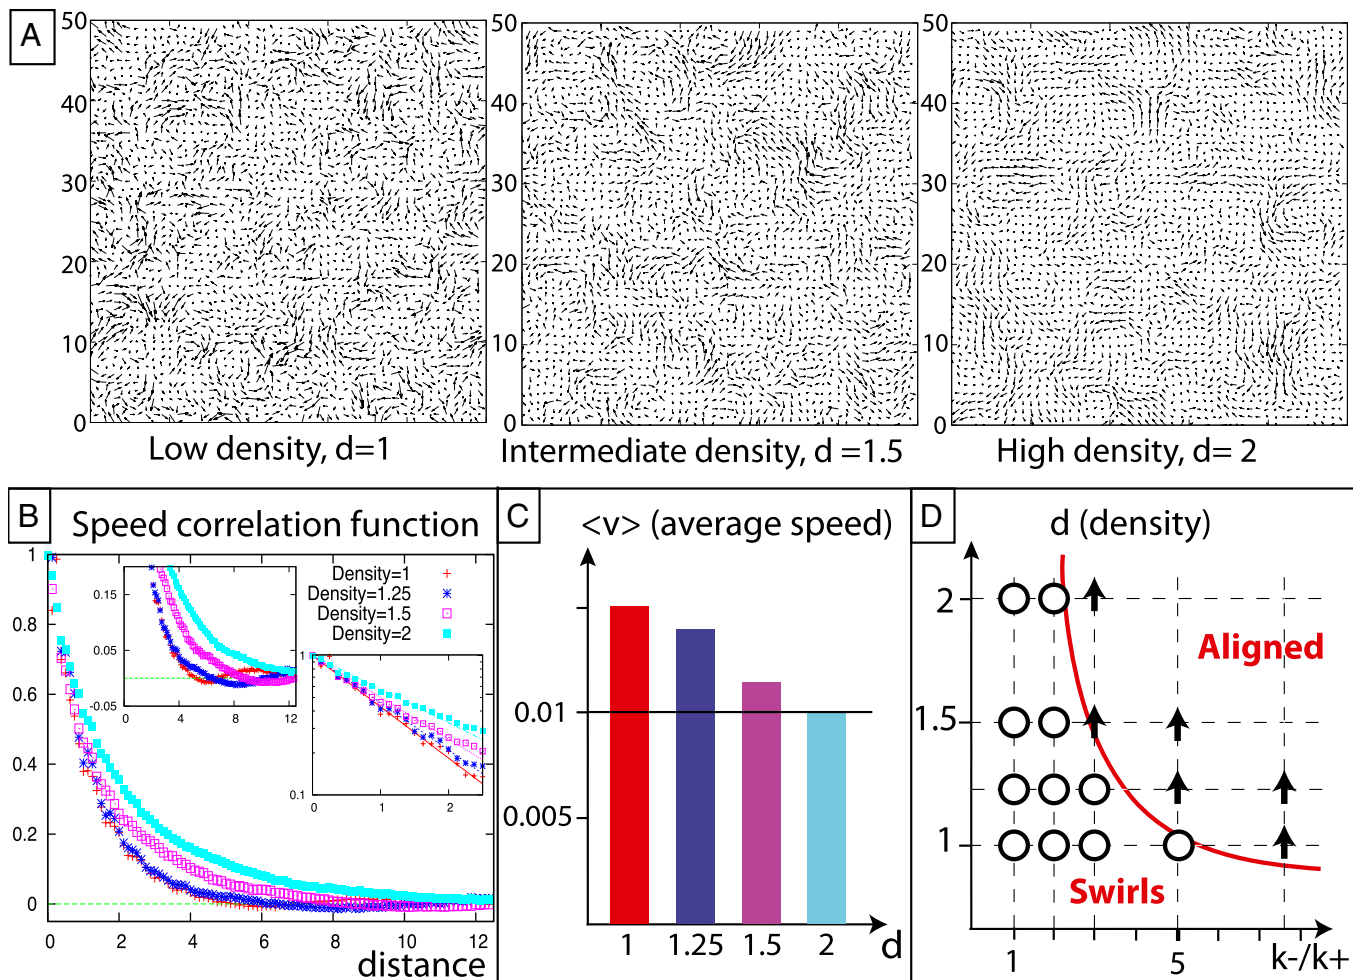 A
50
40
30
20
10
0
Low density, d=1
50
40
30
20
10
0
Intermediate density, d =1.5
50
40
30
20
10
0
High density, d= 2
B
Speed correlation function
1
0.8
0.6
0.4
0.2
0
0 2 4 6 8 10 12
distance
0.15
0.05
-0.05
0 4 8 12
Density=1
Density=1.25
Density=1.5
Density=2
1
0.1
0 1 2
C
<v> (average speed)
0.01
0.005
1 1.25 1.5 2 d
D
d (density)
2
1.5
1
Aligned
Swirls
1 5 k-/k+